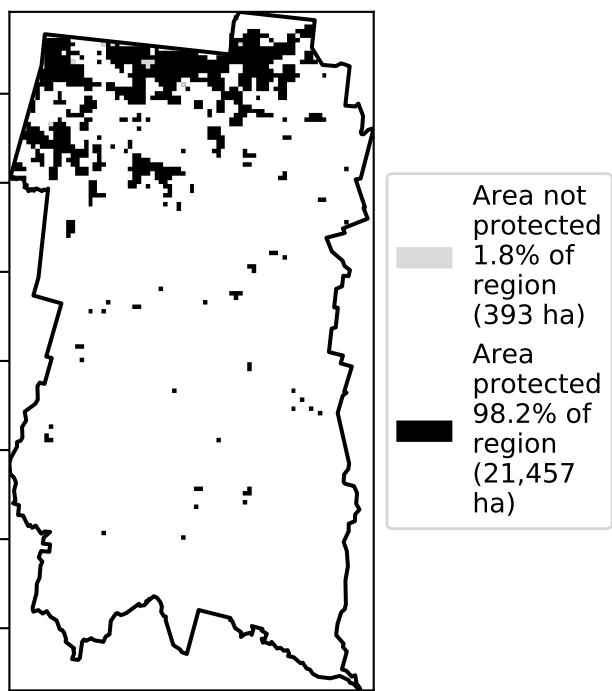 Area not
protected
1.8% of
region
(393 ha)
Area
protected
98.2% of
region
(21,457
ha)